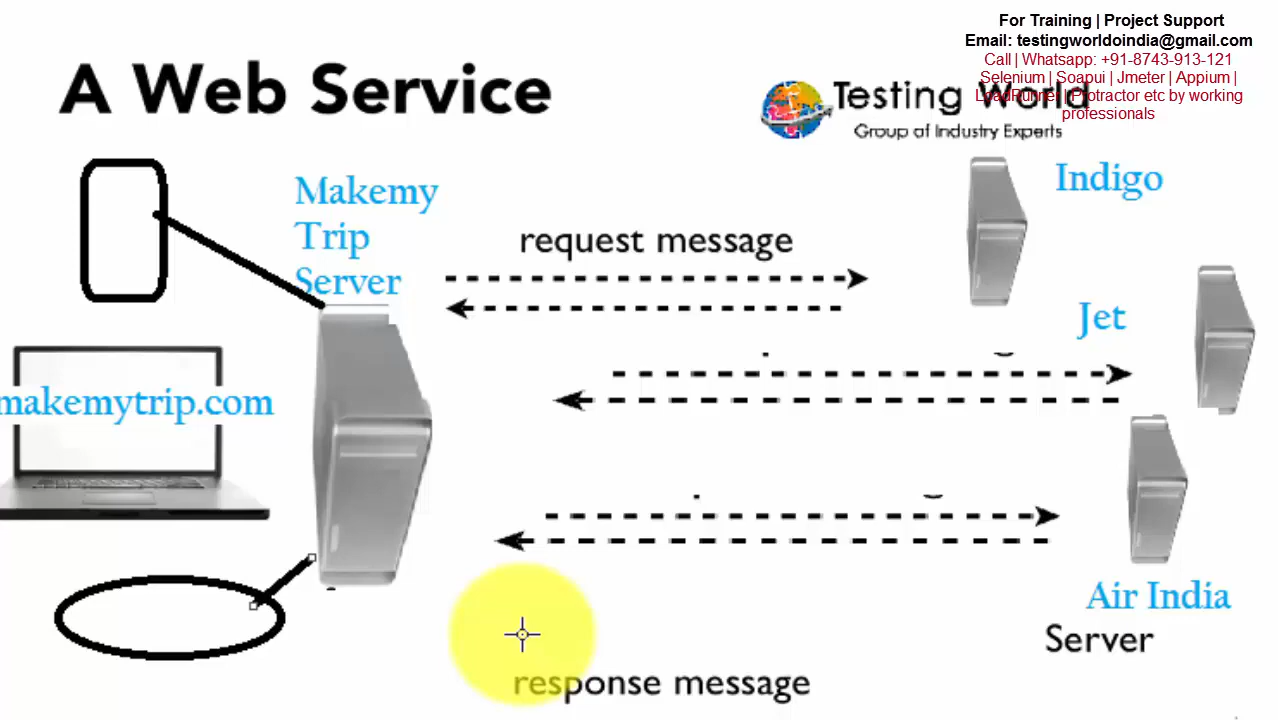 For Training | Project Support
Email: testingworldoindia@gmail.com
Call | Whatsapp: +91-8743-913-121
Selenium | Soapui | Jmeter | Appium |
LoadRunner | Protractor etc by working
professionals
A Web Service
Testing World
Group of Industry Experts
Makemy
Trip
Server
Indigo
request message
Jet
makemytrip.com
Air India
Server
response message